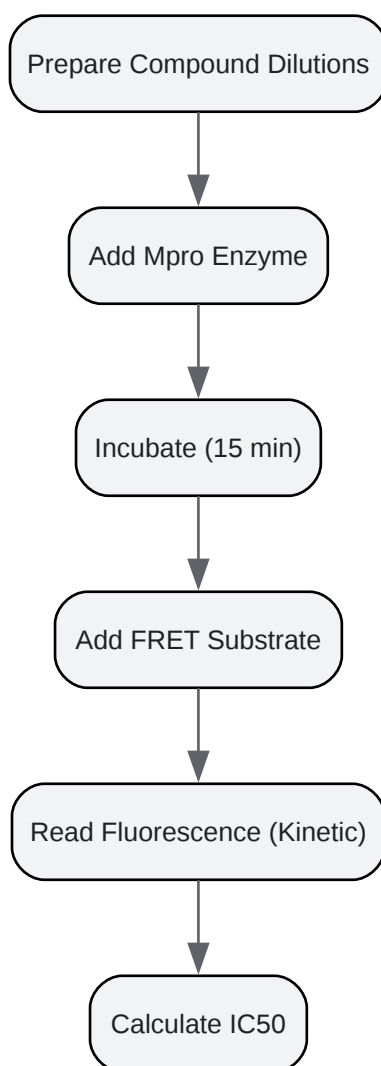 Prepare Compound Dilutions
Add Mpro Enzyme
Incubate (15 min)
Add FRET Substrate
Read Fluorescence (Kinetic)
Calculate IC50